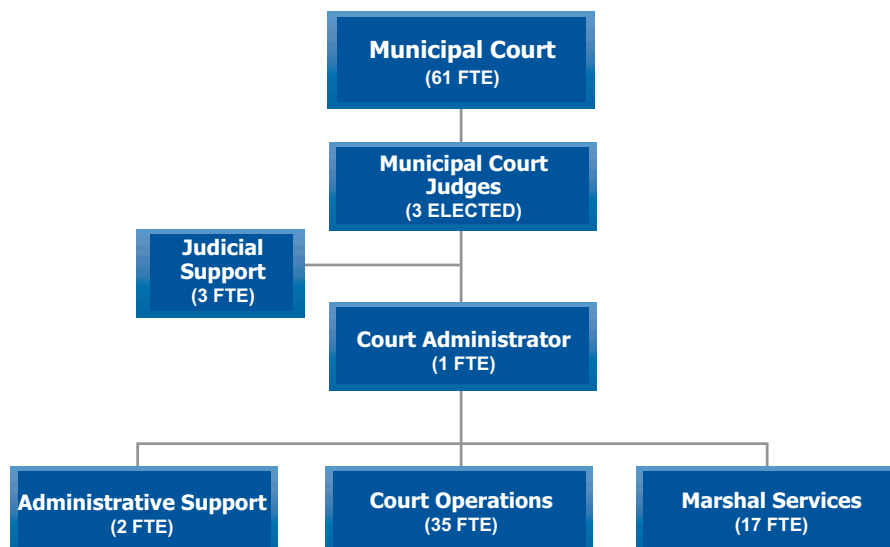 Municipal Court
(61 FTE)
Municipal Court
Judges
(3 ELECTED)
Judicial
Support
(3 FTE)
Court Administrator
(1 FTE)
Administrative Support
(2 FTE)
Court Operations
(35 FTE)
Marshal Services
(17 FTE)